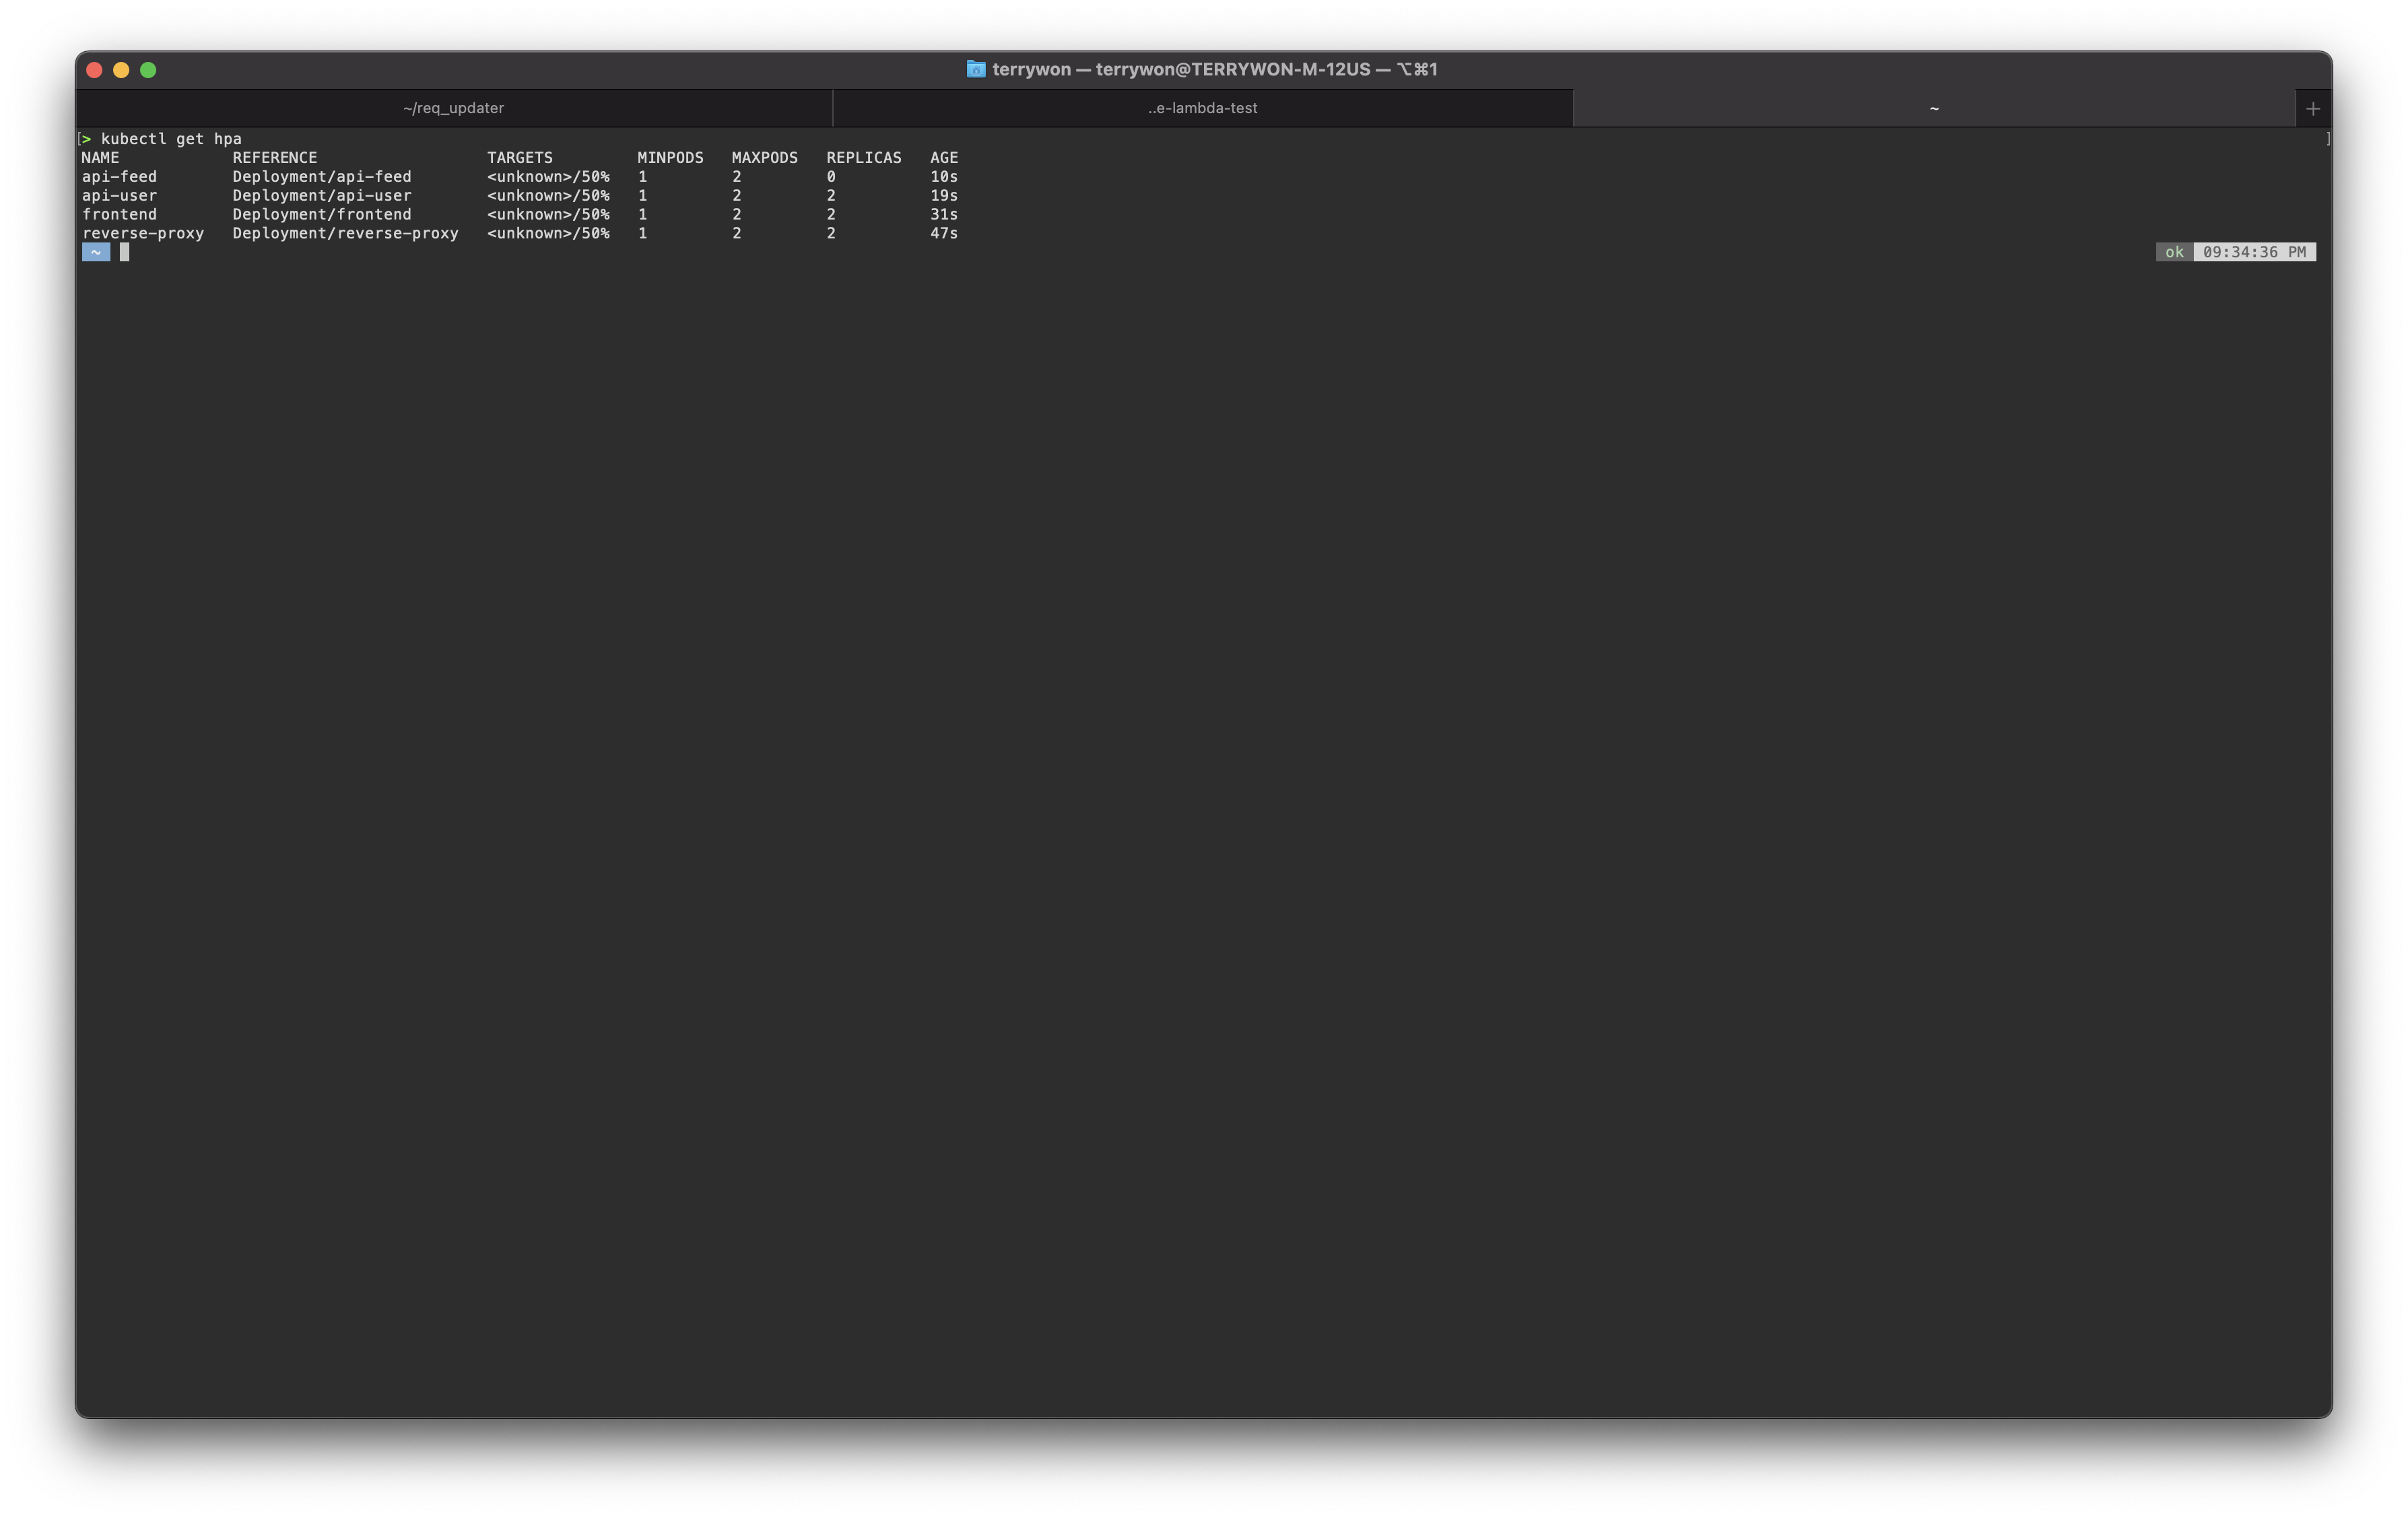 terrywon — terrywon@TERRYWON-M-12US — ⌥⌘1
~/req_updater ..e-lambda-test ~ +
[> kubectl get hpa ]
NAME REFERENCE TARGETS MINPODS MAXPODS REPLICAS AGE
api-feed Deployment/api-feed <unknown>/50% 1 2 0 10s
api-user Deployment/api-user <unknown>/50% 1 2 2 19s
frontend Deployment/frontend <unknown>/50% 1 2 2 31s
reverse-proxy Deployment/reverse-proxy <unknown>/50% 1 2 2 47s
~ ok 09:34:36 PM